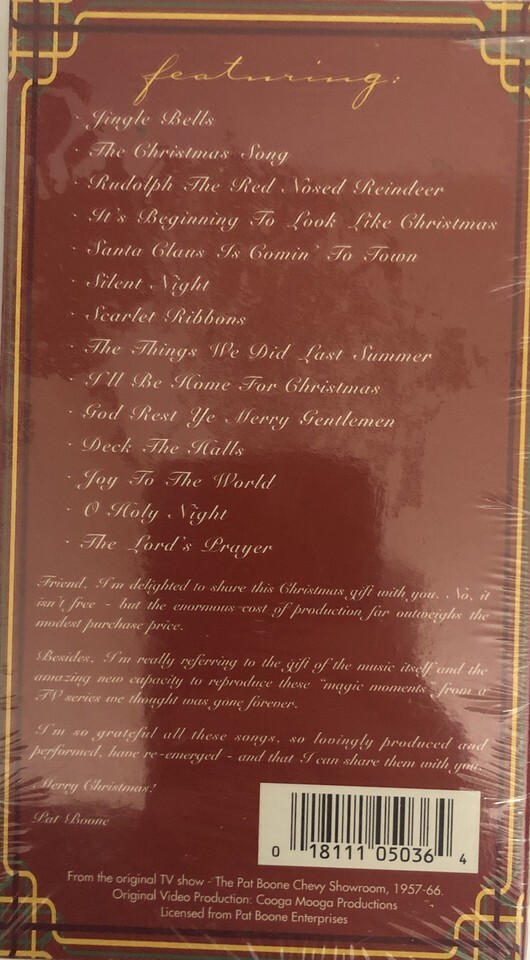 featuring:
· Jingle Bells
· The Christmas Song
· Rudolph The Red Nosed Reindeer
· It's Beginning To Look Like Christmas
· Santa Claus Is Comin' To Town
· Silent Night
· Scarlet Ribbons
· The Things We Did Last Summer
· I'll Be Home For Christmas
· God Rest Ye Merry Gentlemen
· Deck The Halls
· Joy To The World
· O Holy Night
· The Lord's Prayer
Friend, I'm delighted to share this Christmas gift with you. No, it
isn't free - but the enormous cost of production far outweighs the
modest purchase price.
Besides, I'm really referring to the gift of the music itself and the
amazing new capacity to reproduce these "magic moments" from a
TV series we thought was gone forever.
I'm so grateful all these songs, so lovingly produced and
performed, have re-emerged - and that I can share them with you.
Merry Christmas!
Pat Boone
0 18111 05036 4
From the original TV show - The Pat Boone Chevy Showroom, 1957-66.
Original Video Production: Cooga Mooga Productions
Licensed from Pat Boone Enterprises